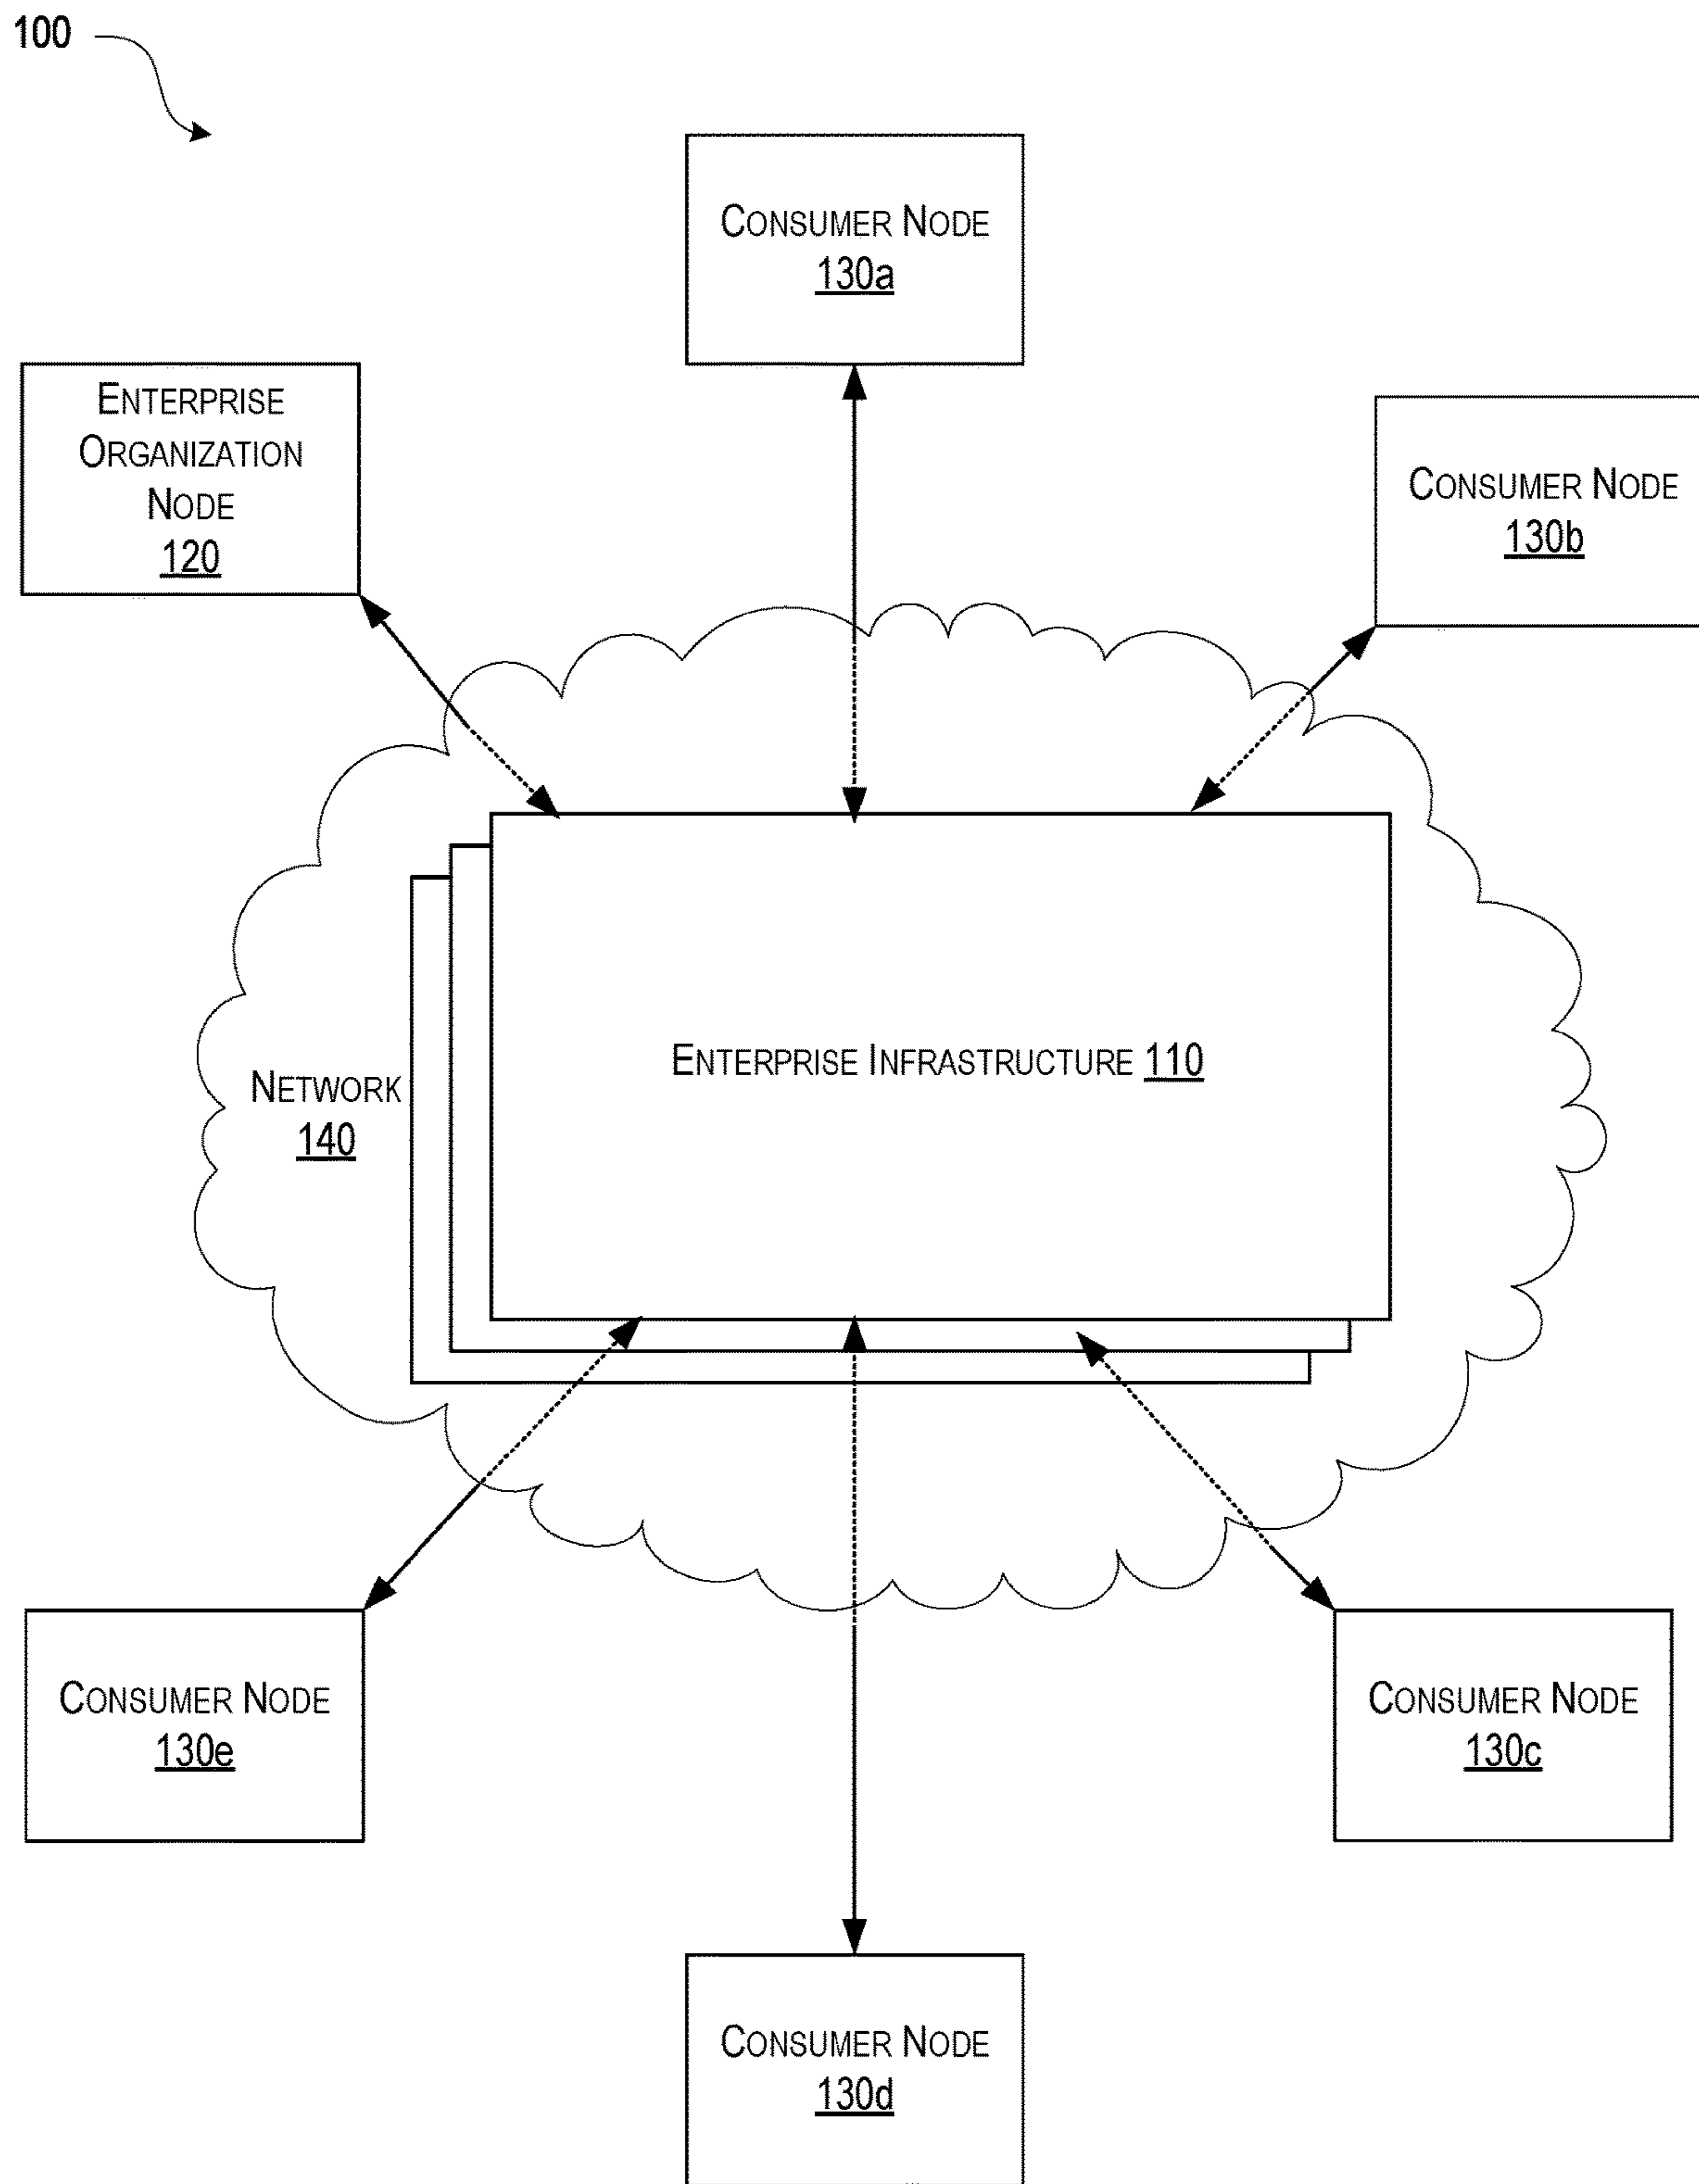 100
CONSUMER NODE
130a
ENTERPRISE
ORGANIZATION
NODE
120
CONSUMER NODE
130b
ENTERPRISE INFRASTRUCTURE 110
NETWORK
140
CONSUMER NODE
130e
CONSUMER NODE
130c
CONSUMER NODE
130d